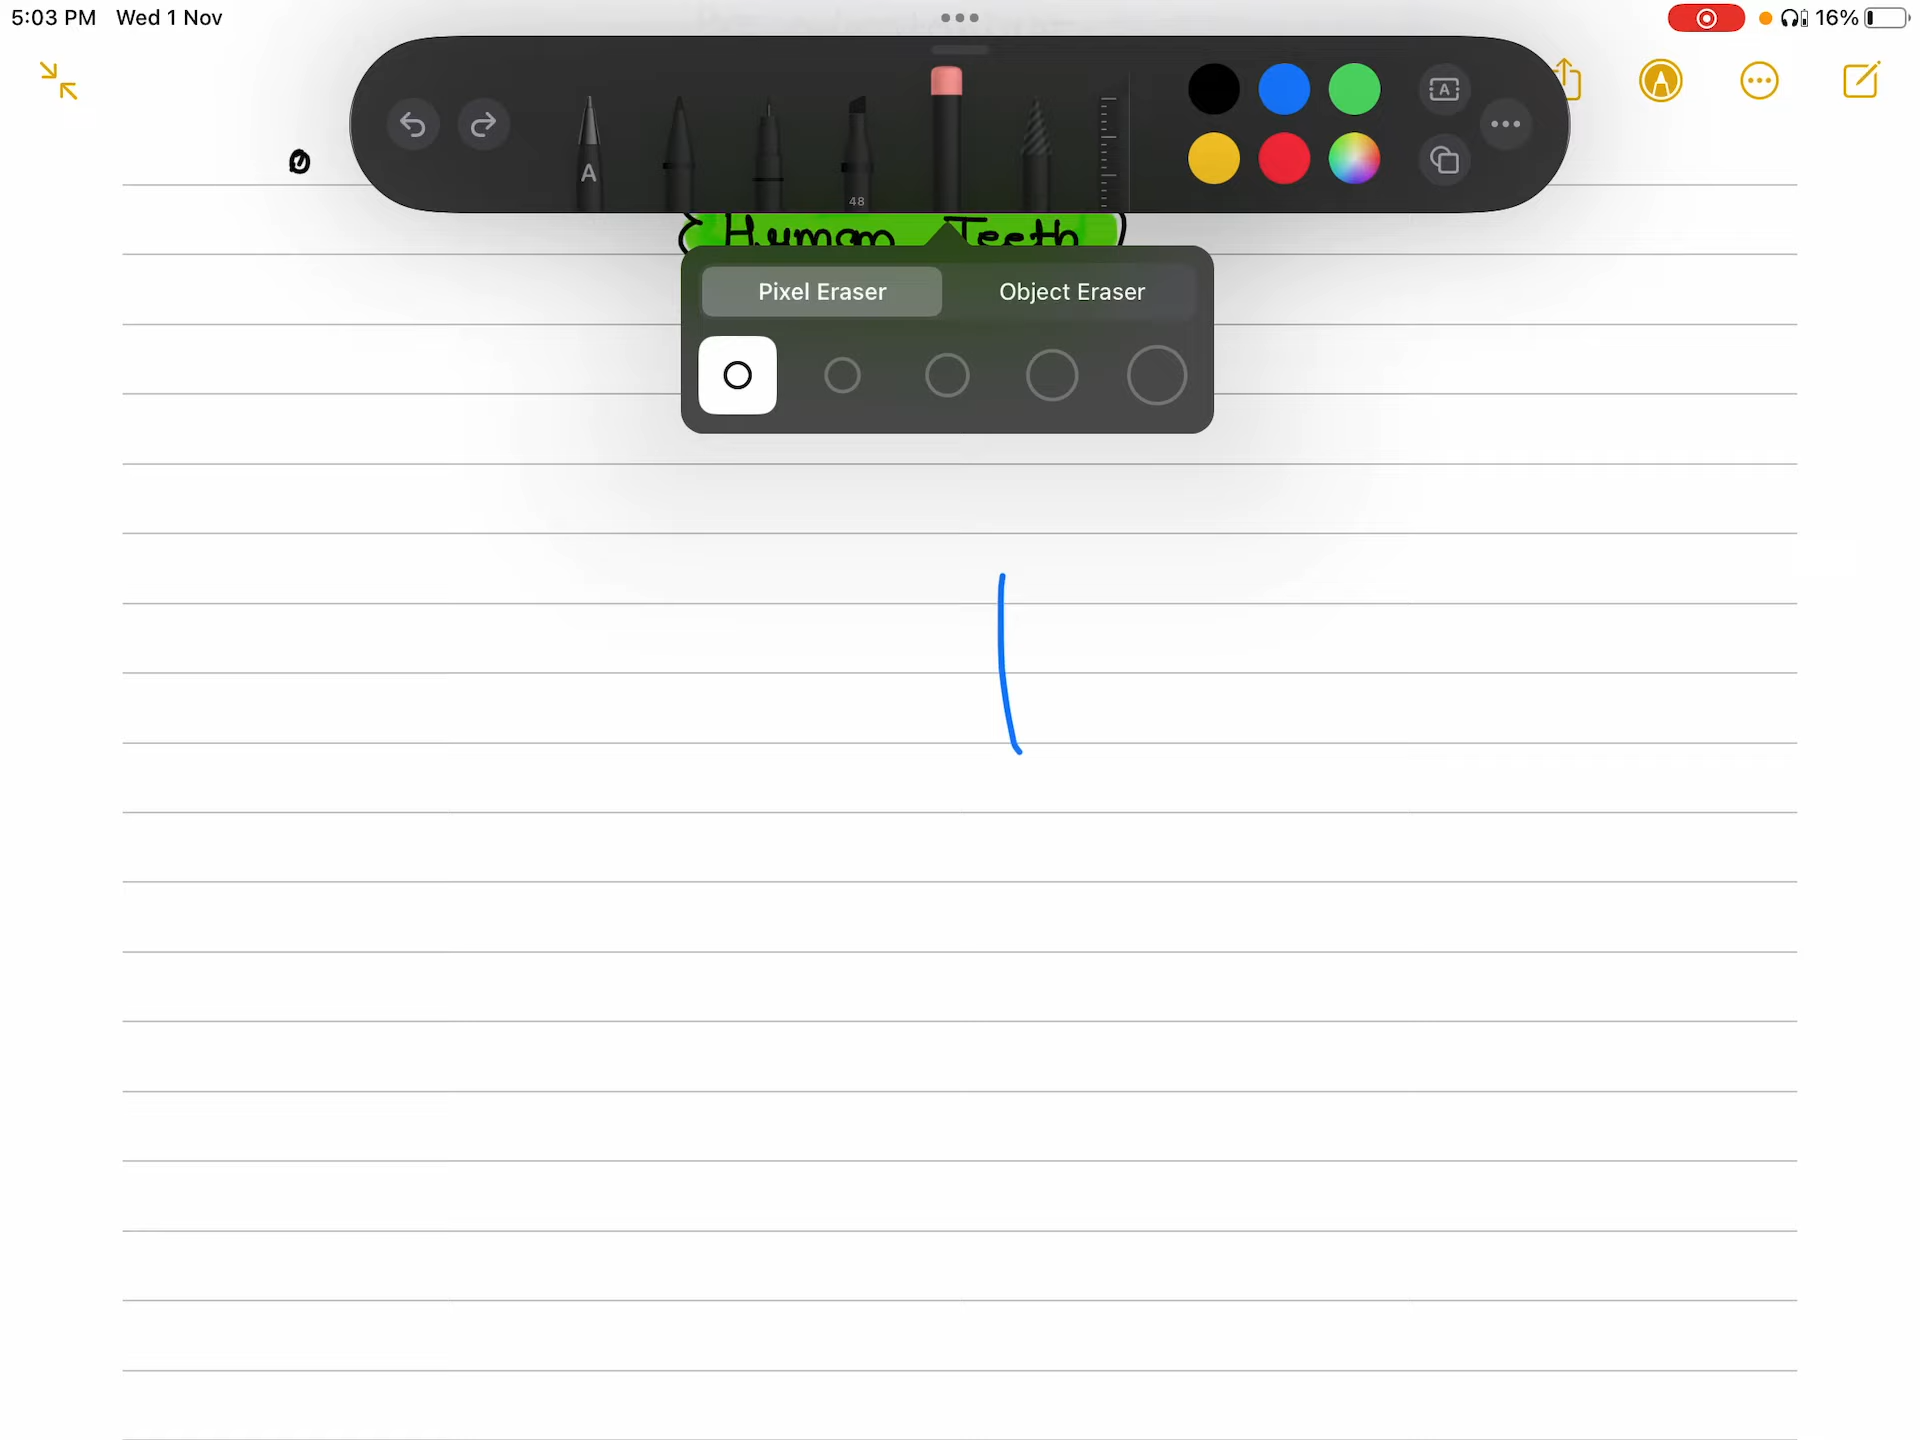 5:03 PM Wed 1 Nov
16%
A
48
A
Human Teeth
Pixel Eraser Object Eraser